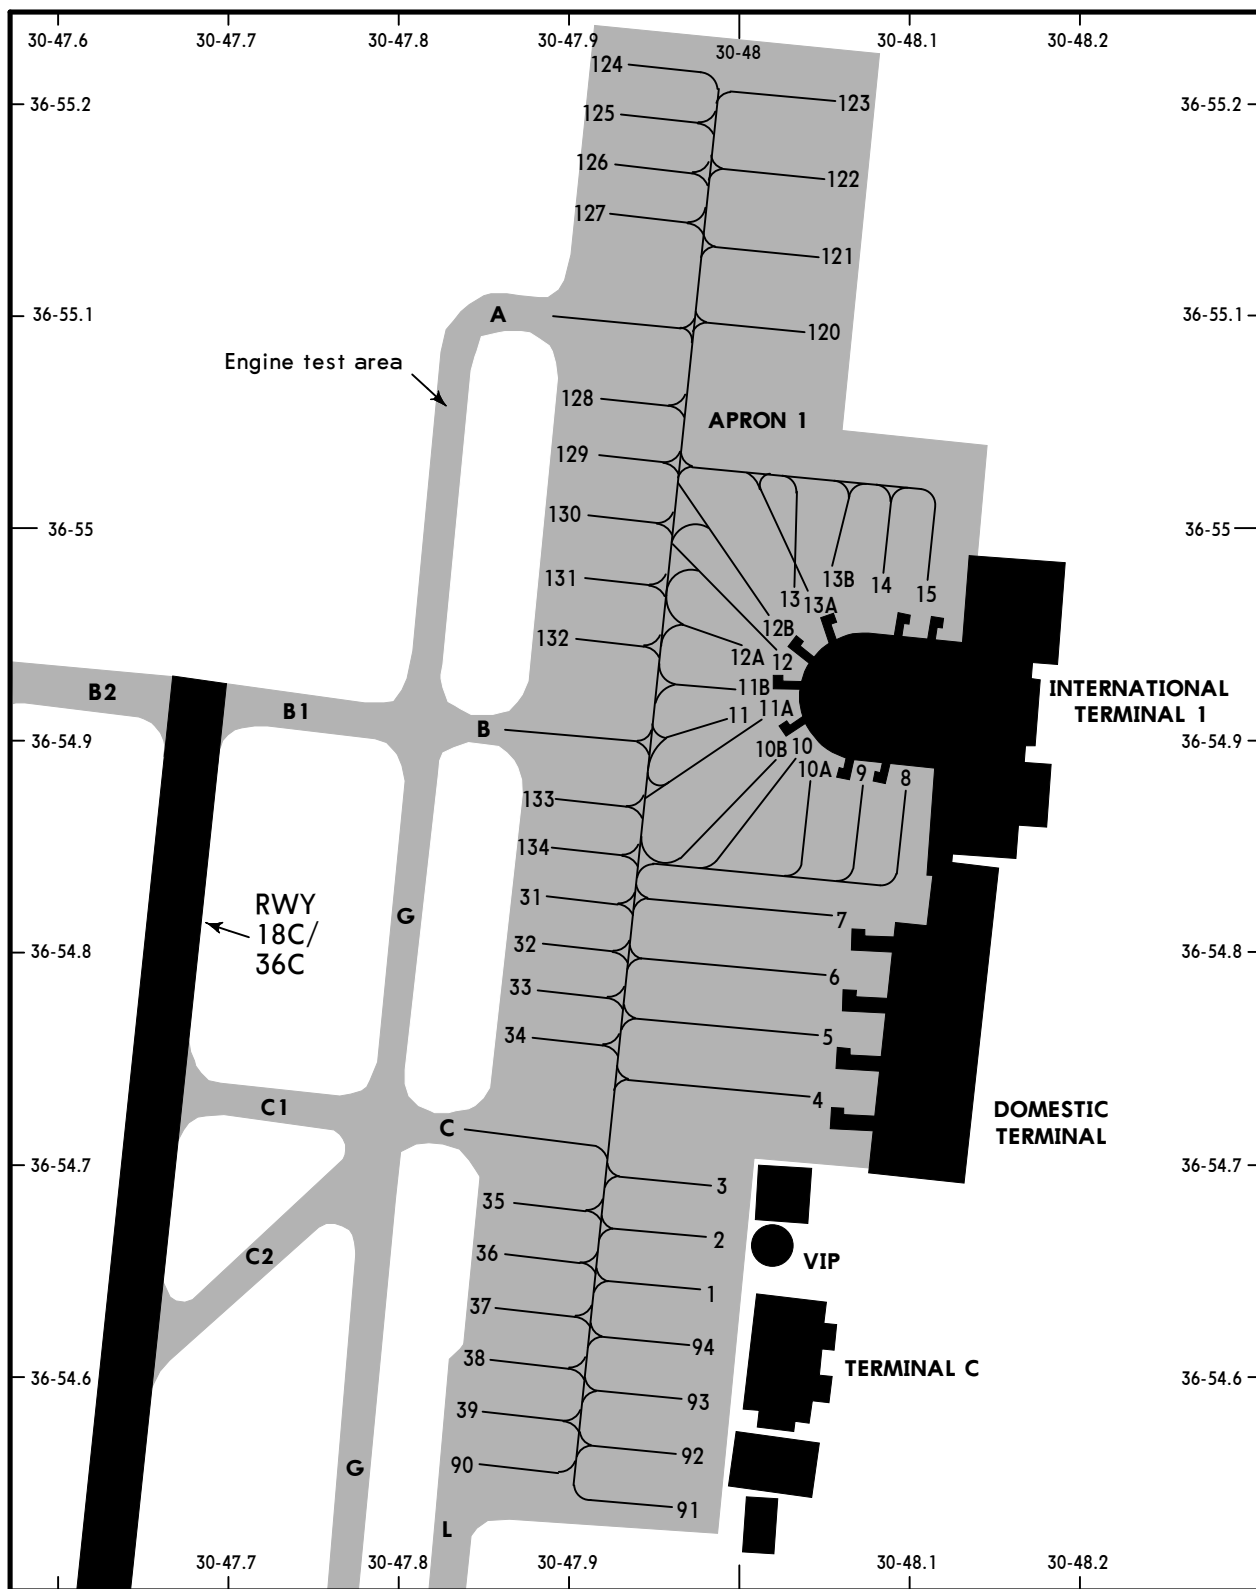 30-47.6 30-47.7 30-47.8 30-47.9 30-48 30-48.1 30-48.2
124
36-55.2 123 36-55.2
125
126
122
127
121
36-55.1 A 120 36-55.1
Engine test area
128
APRON 1
129
130
36-55 36-55
131 13B 14 15
13 13A
12B
132
12A 12
B2 11B INTERNATIONAL
B1 11 11A TERMINAL 1
B
36-54.9 10B 10 36-54.9
10A 9 8
133
134
31
RWY G 7
18C/ 32
36C
36-54.8 36-54.8
33 6
34 5
4
C1 C DOMESTIC
TERMINAL
36-54.7 36-54.7
3
35
2
36
C2 VIP
1
37
94
38
36-54.6 TERMINAL C 36-54.6
93
39
92
90
G
91
L
30-47.7 30-47.8 30-47.9 30-48.1 30-48.2